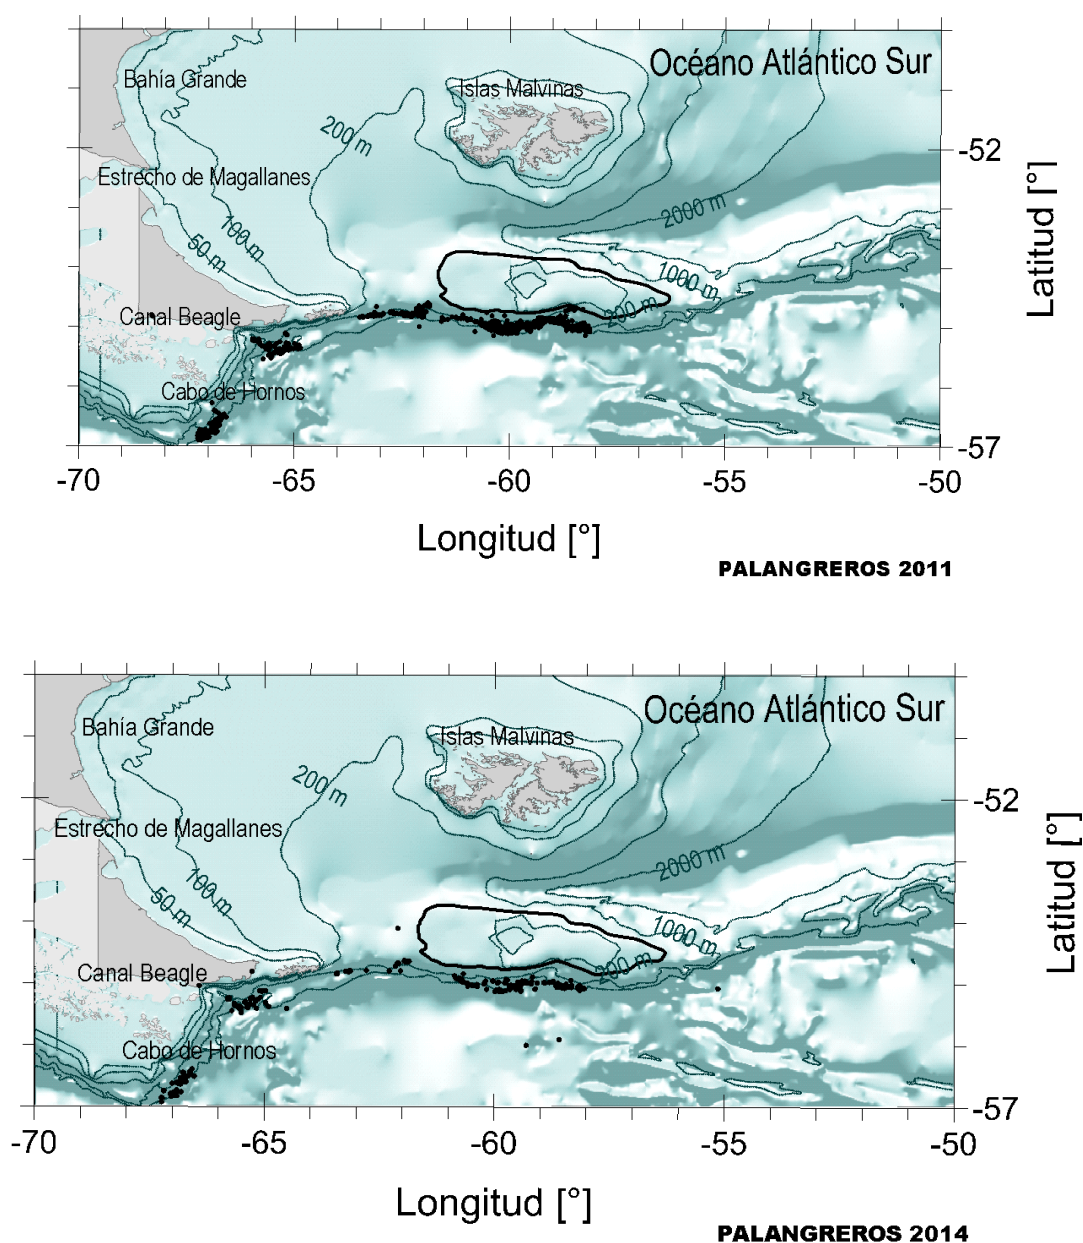 Océano Atlántico Sur
Bahía Grande
Islas Malvinas
200 m
-52
Estrecho de Magallanes
2000 m
100 m
50 m
1000 m
200 m
Canal Beagle
Cabo de Hornos
-57
-70
-65
-60
-55
-50
Latitud [°]
Longitud [°]
PALANGREROS 2011
Océano Atlántico Sur
Bahía Grande
Islas Malvinas
200 m
-52
Estrecho de Magallanes
2000 m
100 m
50 m
1000 m
200 m
Canal Beagle
Cabo de Hornos
-57
-70
-65
-60
-55
-50
Latitud [°]
Longitud [°]
PALANGREROS 2014